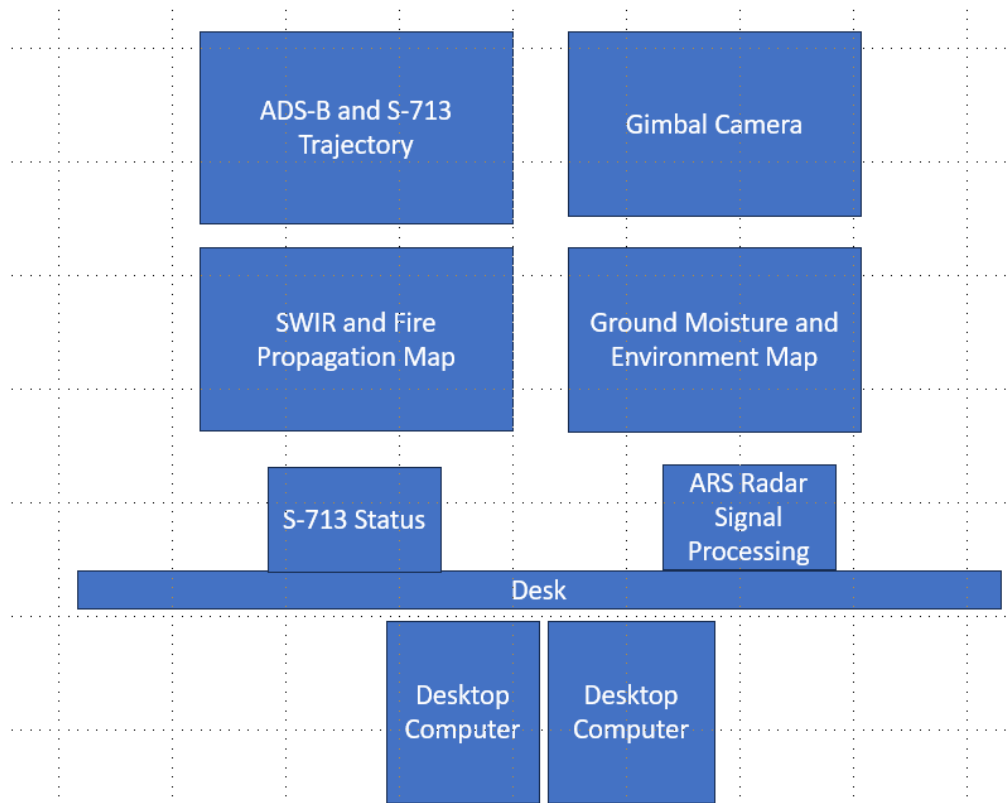 ADS-B and S-713
Trajectory
Gimbal Camera
SWIR and Fire
Propagation Map
Ground Moisture and
Environment Map
S-713 Status
ARS Radar
Signal
Processing
Desk
Desktop
Computer
Desktop
Computer